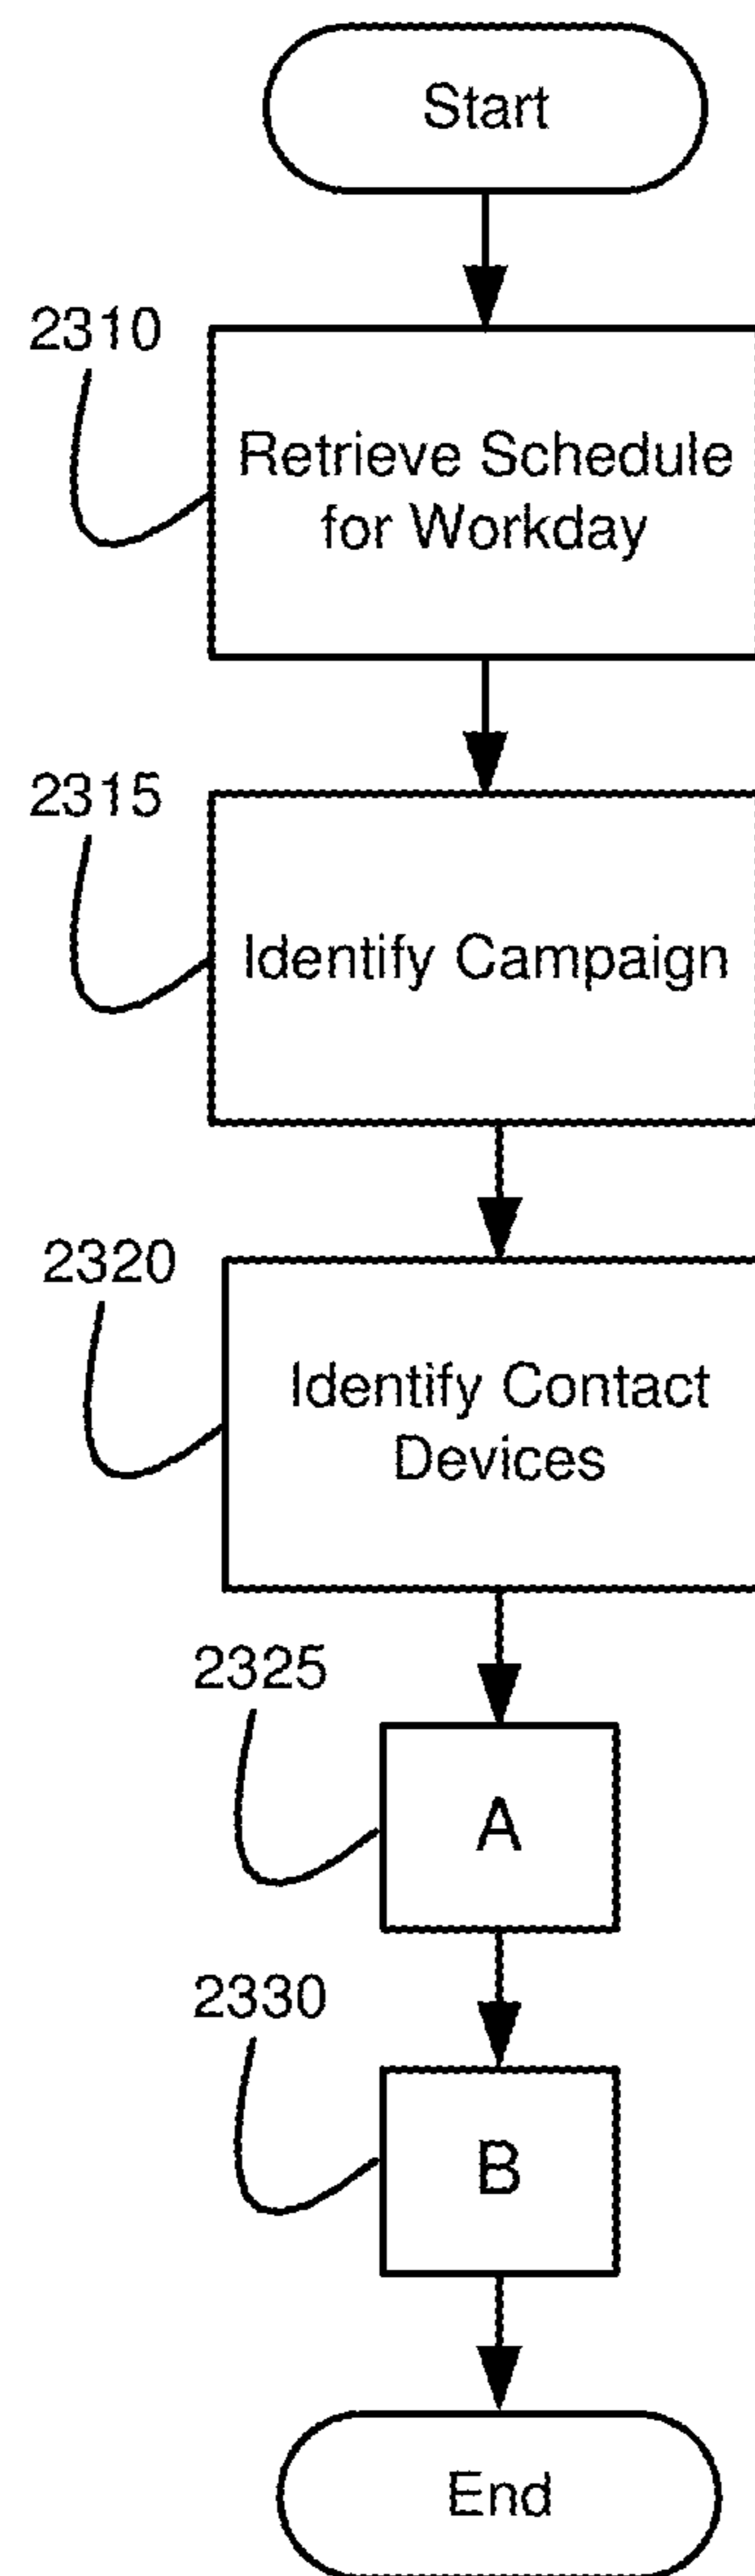 Start
2310
Retrieve Schedule
for Workday
2315
Identify Campaign
2320
Identify Contact
Devices
2325
A
2330
B
End